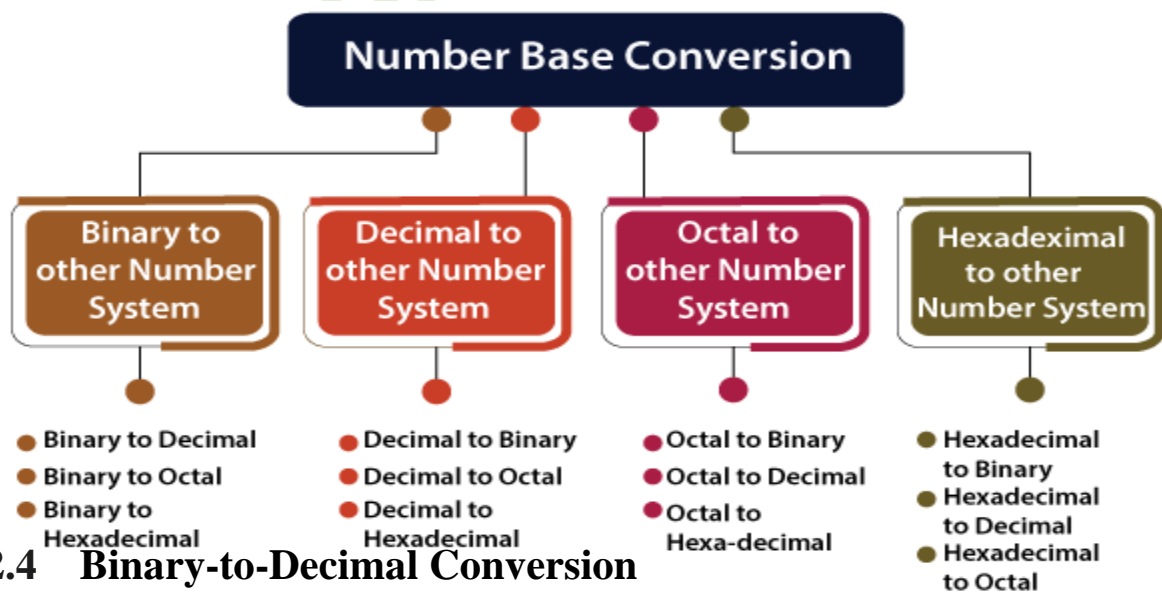 Number Base Conversion
Binary to
other Number
System
Decimal to
other Number
System
Octal to
other Number
System
Hexadeximal
to other
Number System
Binary to Decimal
Binary to Octal
Binary to
Hexadecimal
Decimal to Binary
Decimal to Octal
Decimal to
Hexadecimal
Octal to Binary
Octal to Decimal
Octal to
Hexa-decimal
Hexadecimal
to Binary
Hexadecimal
to Decimal
Hexadecimal
to Octal
2.4 Binary-to-Decimal Conversion